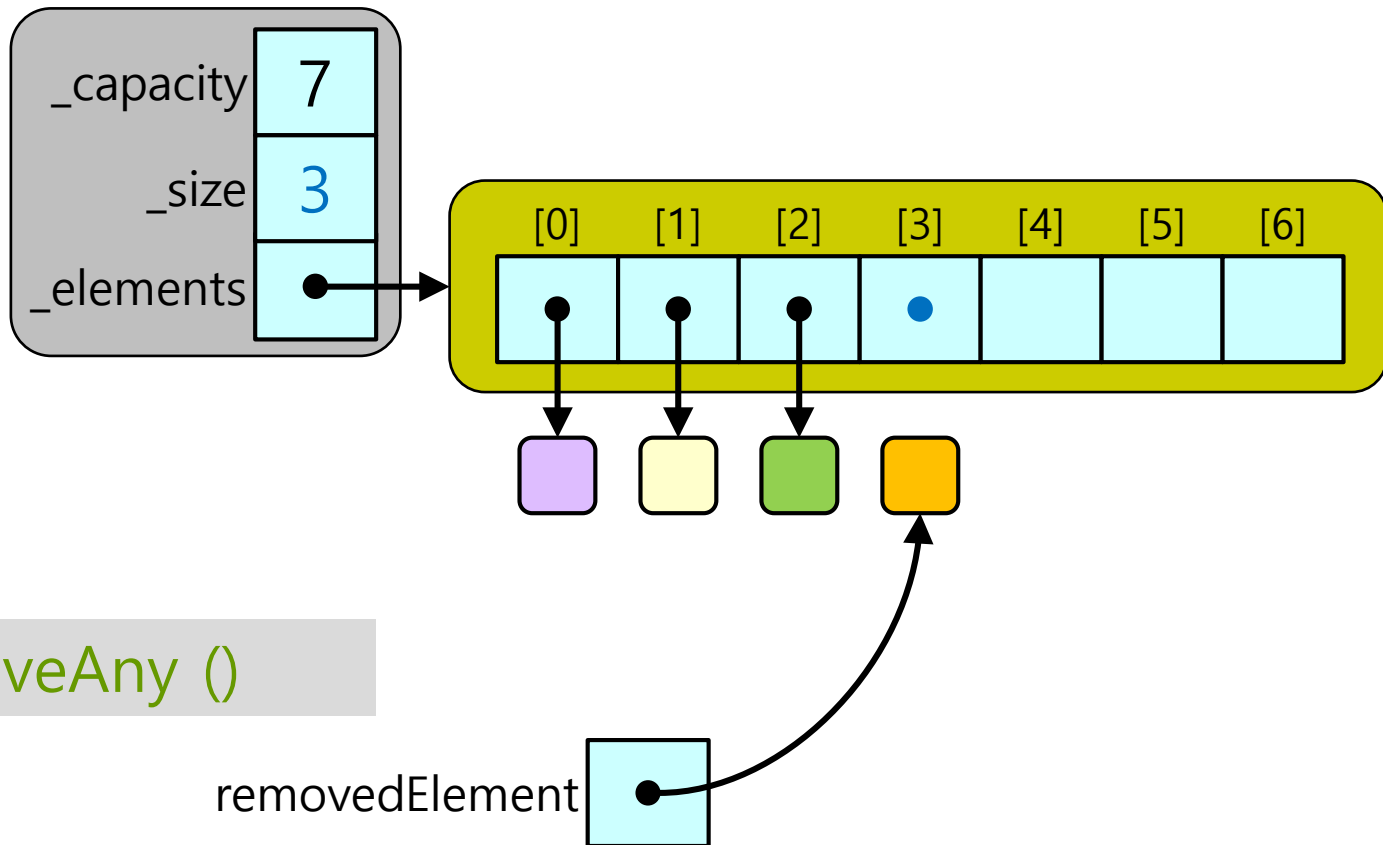 _capacity 7
_size 3
_elements
[0] [1] [2] [3] [4] [5] [6]
veAny ()
removedElement